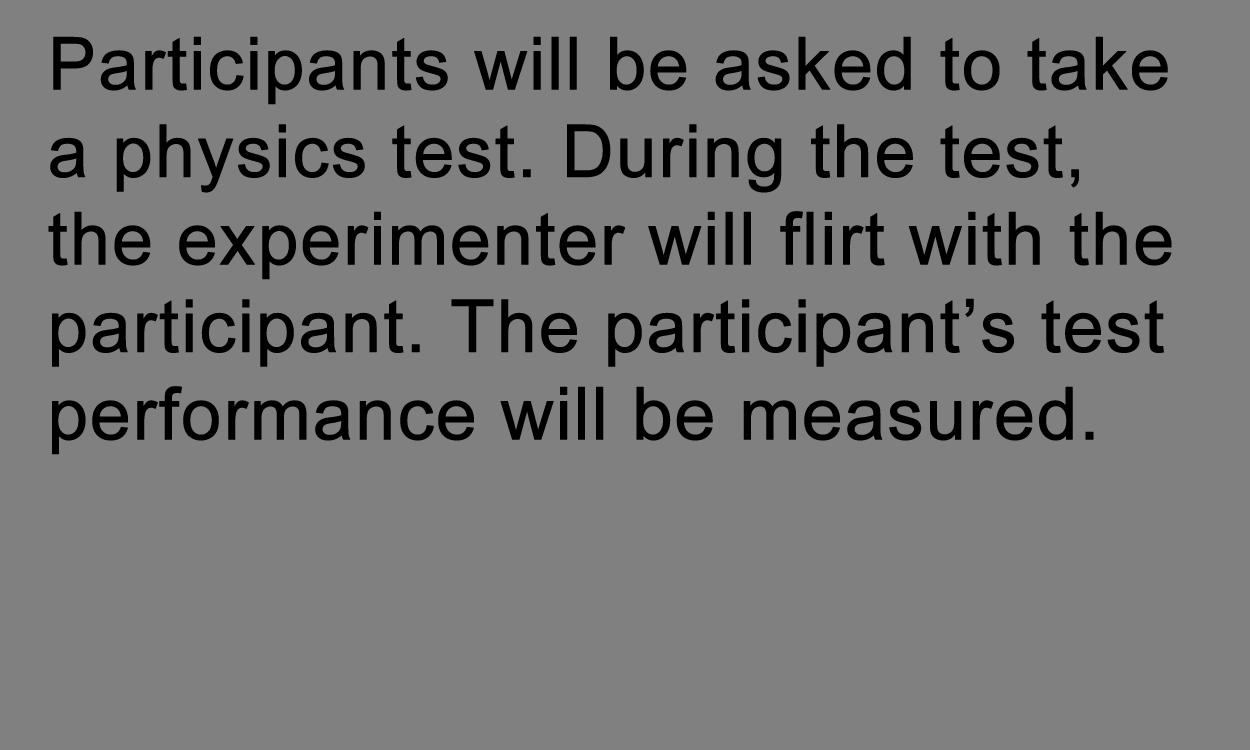 Participants will be asked to take
a physics test. During the test,
the experimenter will flirt with the
participant. The participant’s test
performance will be measured.